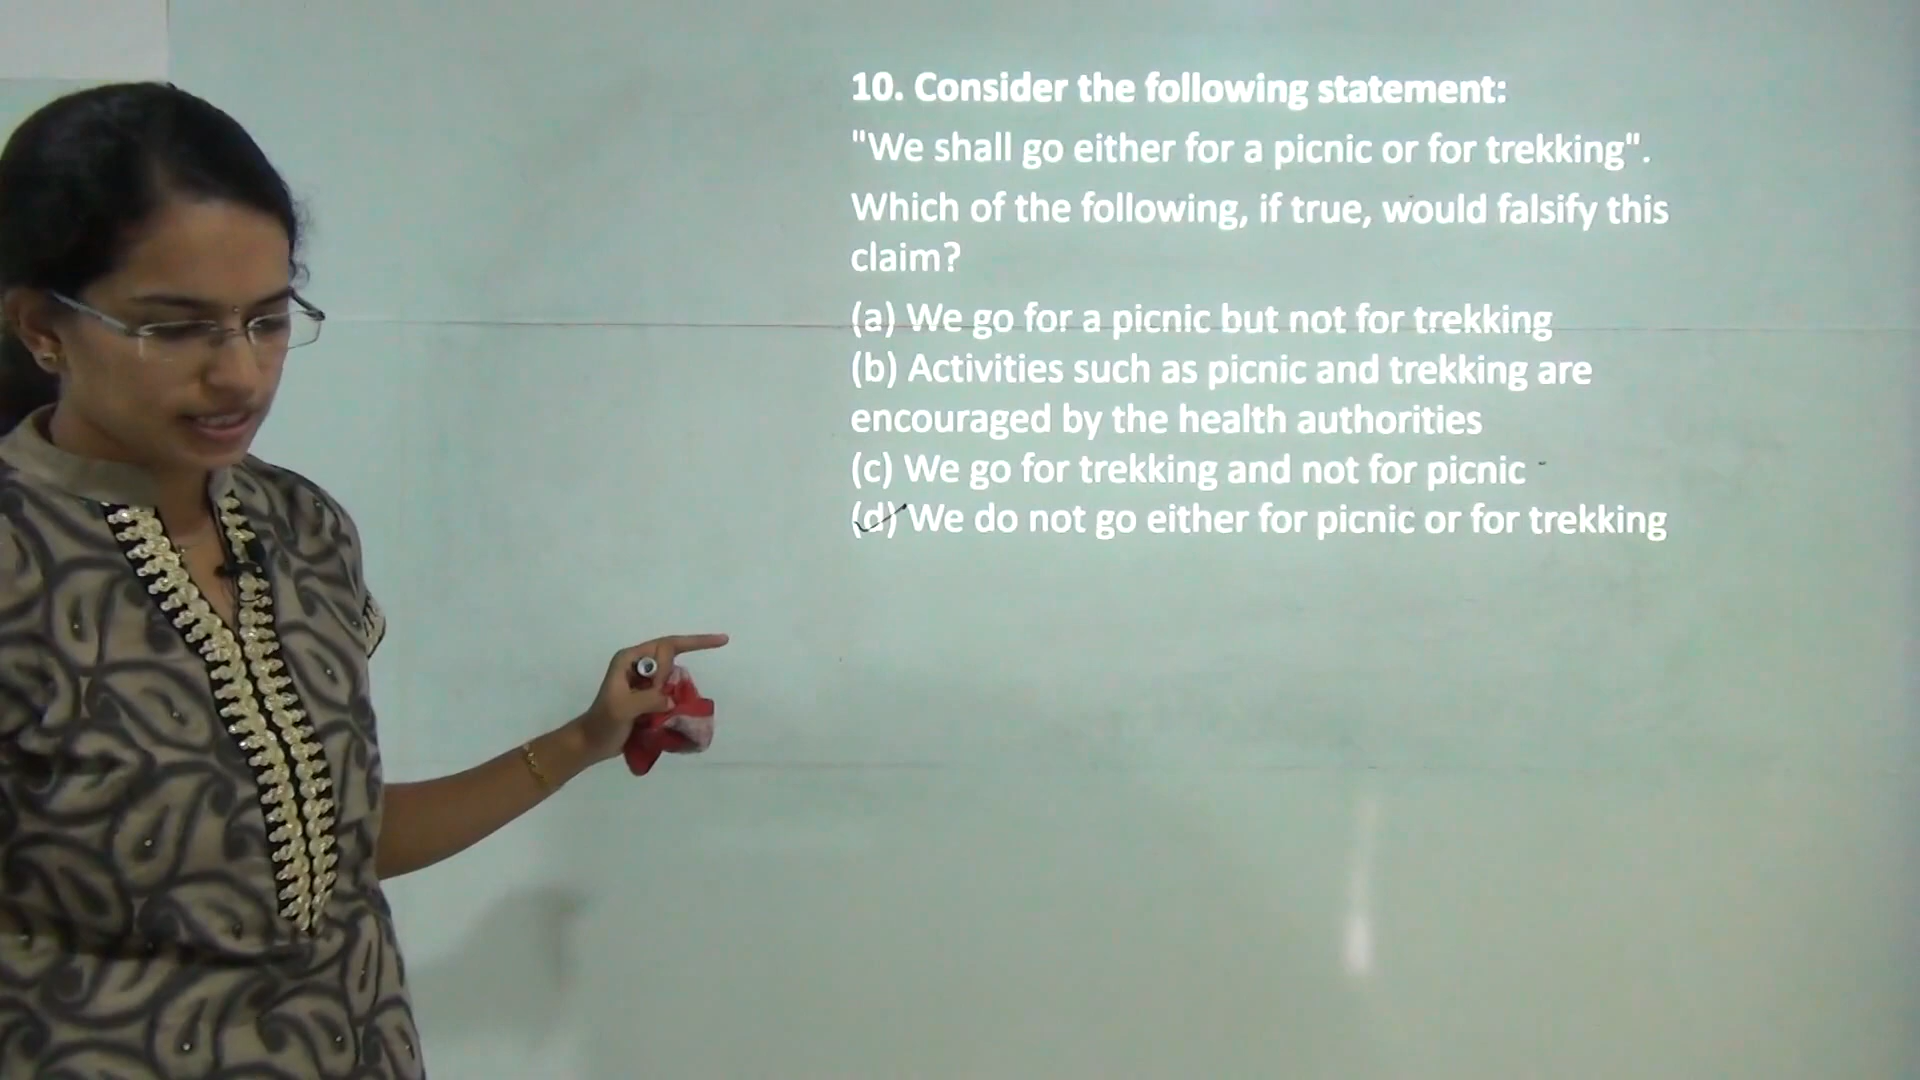 10. Consider the following statement:
"We shall go either for a picnic or for trekking".
Which of the following, if true, would falsify this
claim?
(a) We go for a picnic but not for trekking
(b) Activities such as picnic and trekking are
encouraged by the health authorities
(c) We go for trekking and not for picnic
(d) We do not go either for picnic or for trekking